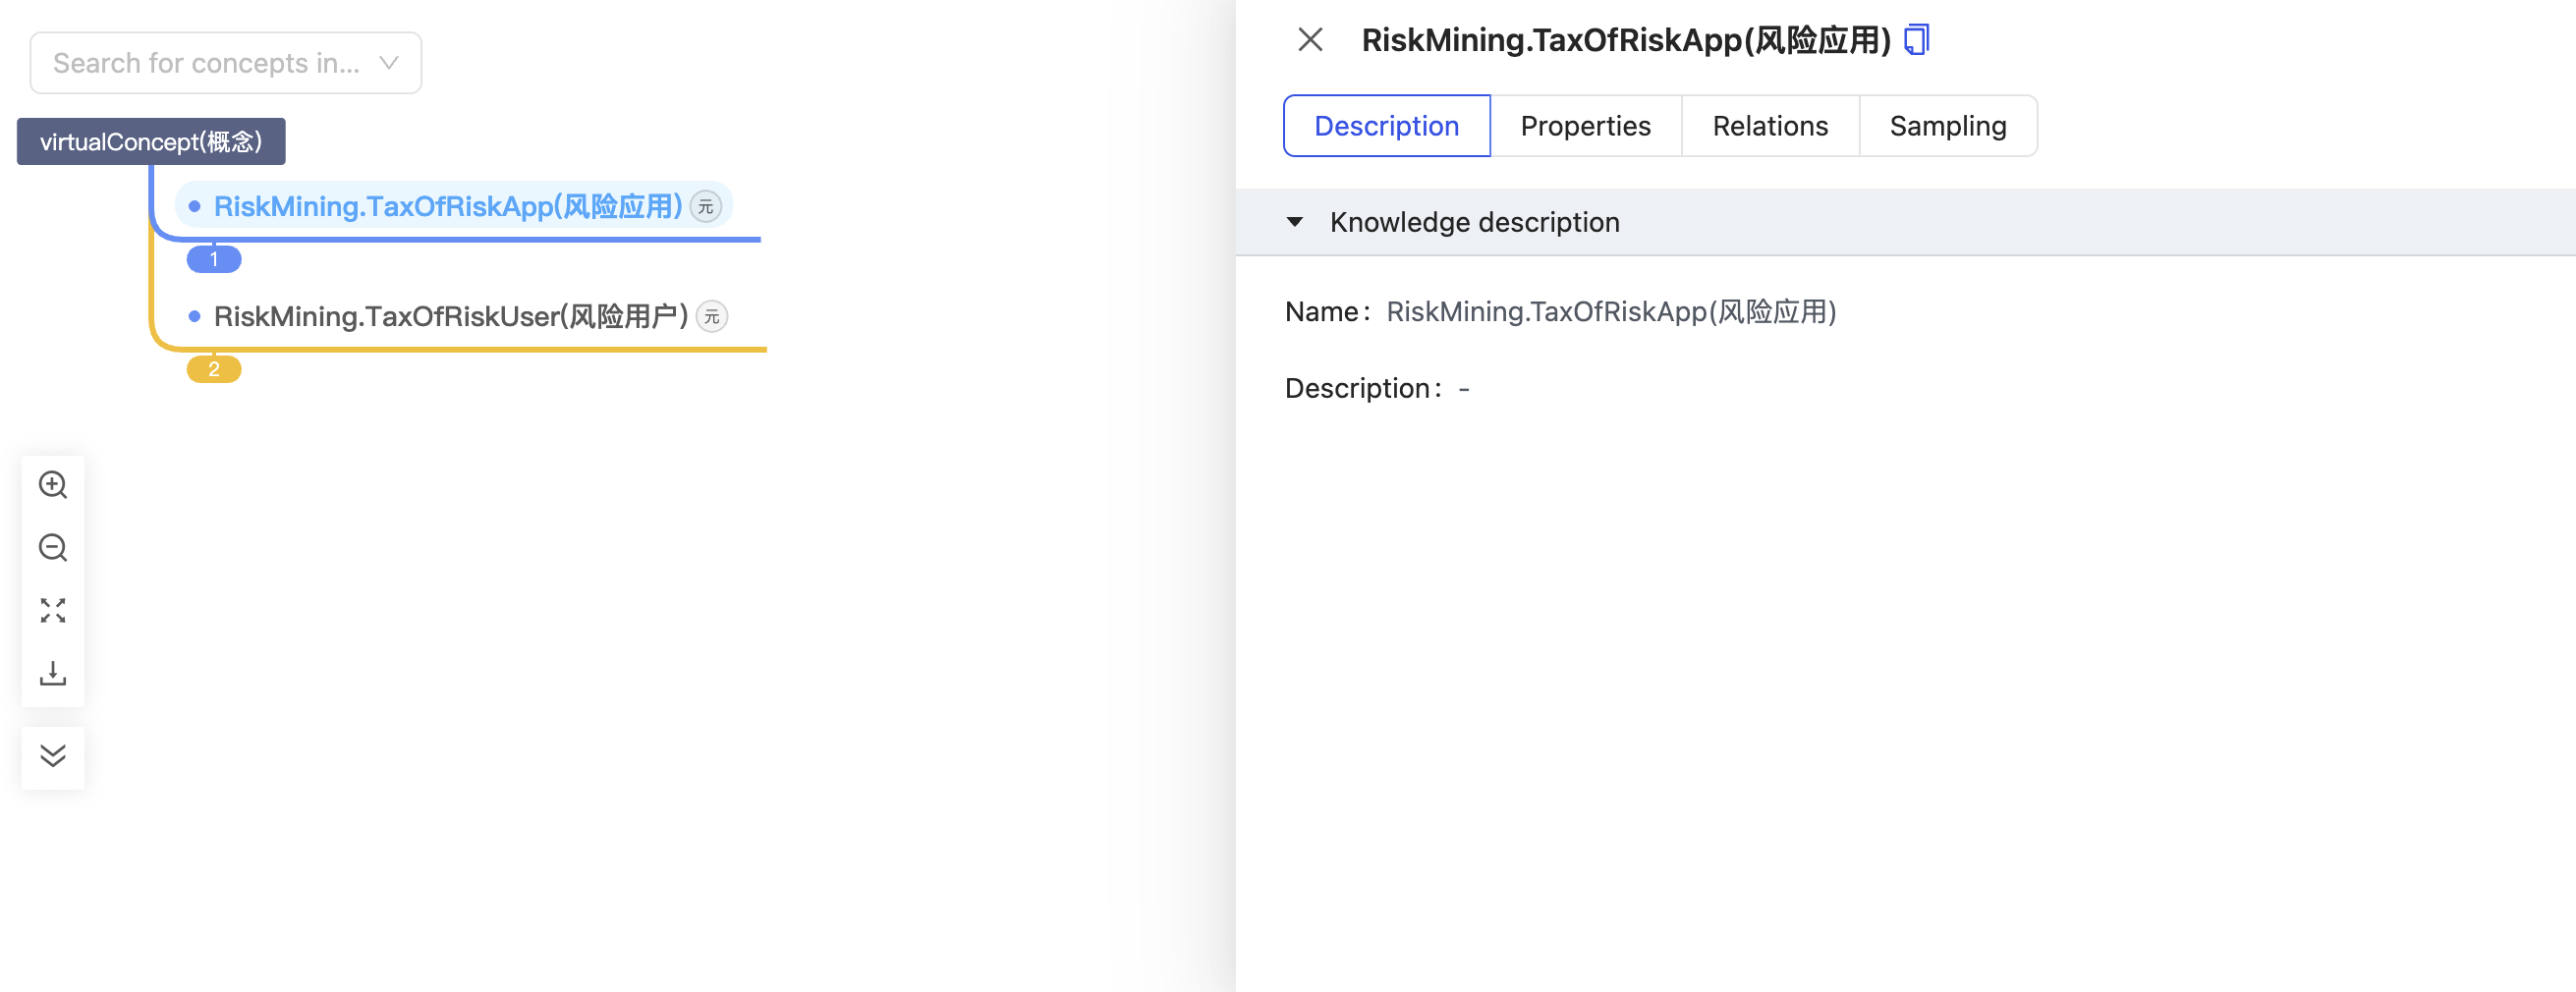 Search for concepts in...
virtualConcept(概念)
RiskMining.TaxOfRiskApp(风险应用) 元
1
RiskMining.TaxOfRiskUser(风险用户) 元
2
RiskMining.TaxOfRiskApp(风险应用)
Description Properties Relations Sampling
Knowledge description
Name: RiskMining.TaxOfRiskApp(风险应用)
Description: -